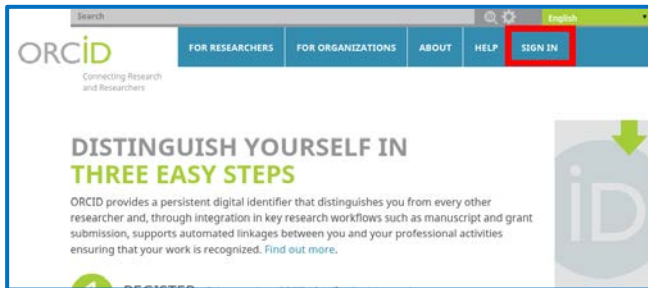 Search
English
ORCID
FOR RESEARCHERS
FOR ORGANIZATIONS
ABOUT
HELP
SIGN IN
Connecting Research
and Researchers
DISTINGUISH YOURSELF IN
THREE EASY STEPS
ORCID provides a persistent digital identifier that distinguishes you from every other
researcher and, through integration in key research workflows such as manuscript and grant
submission, supports automated linkages between you and your professional activities
ensuring that your work is recognized. Find out more.
iD
1 REGISTER